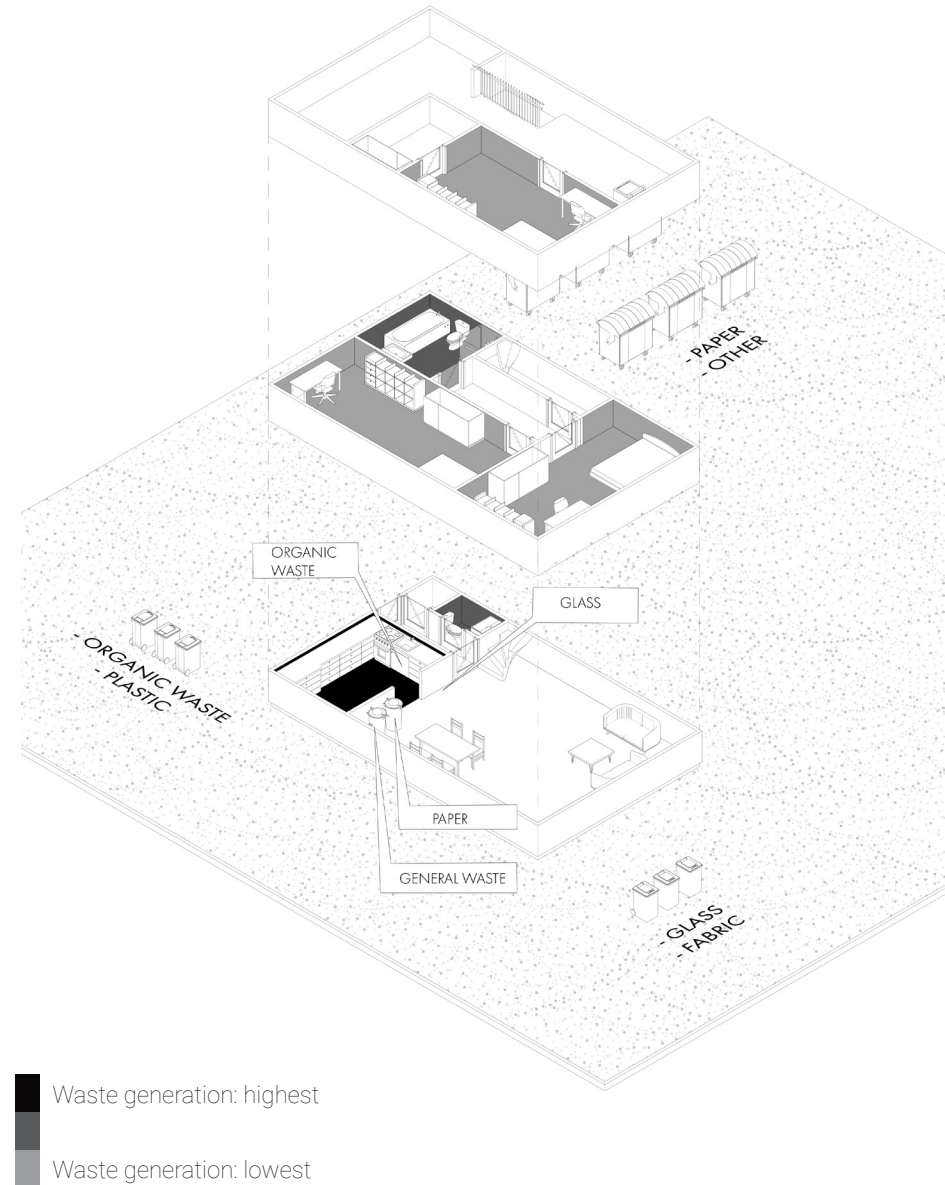 - PAPER
- OTHER
ORGANIC
WASTE
GLASS
- ORGANIC WASTE
- PLASTIC
PAPER
GENERAL WASTE
- GLASS
- FABRIC
Waste generation: highest
Waste generation: lowest